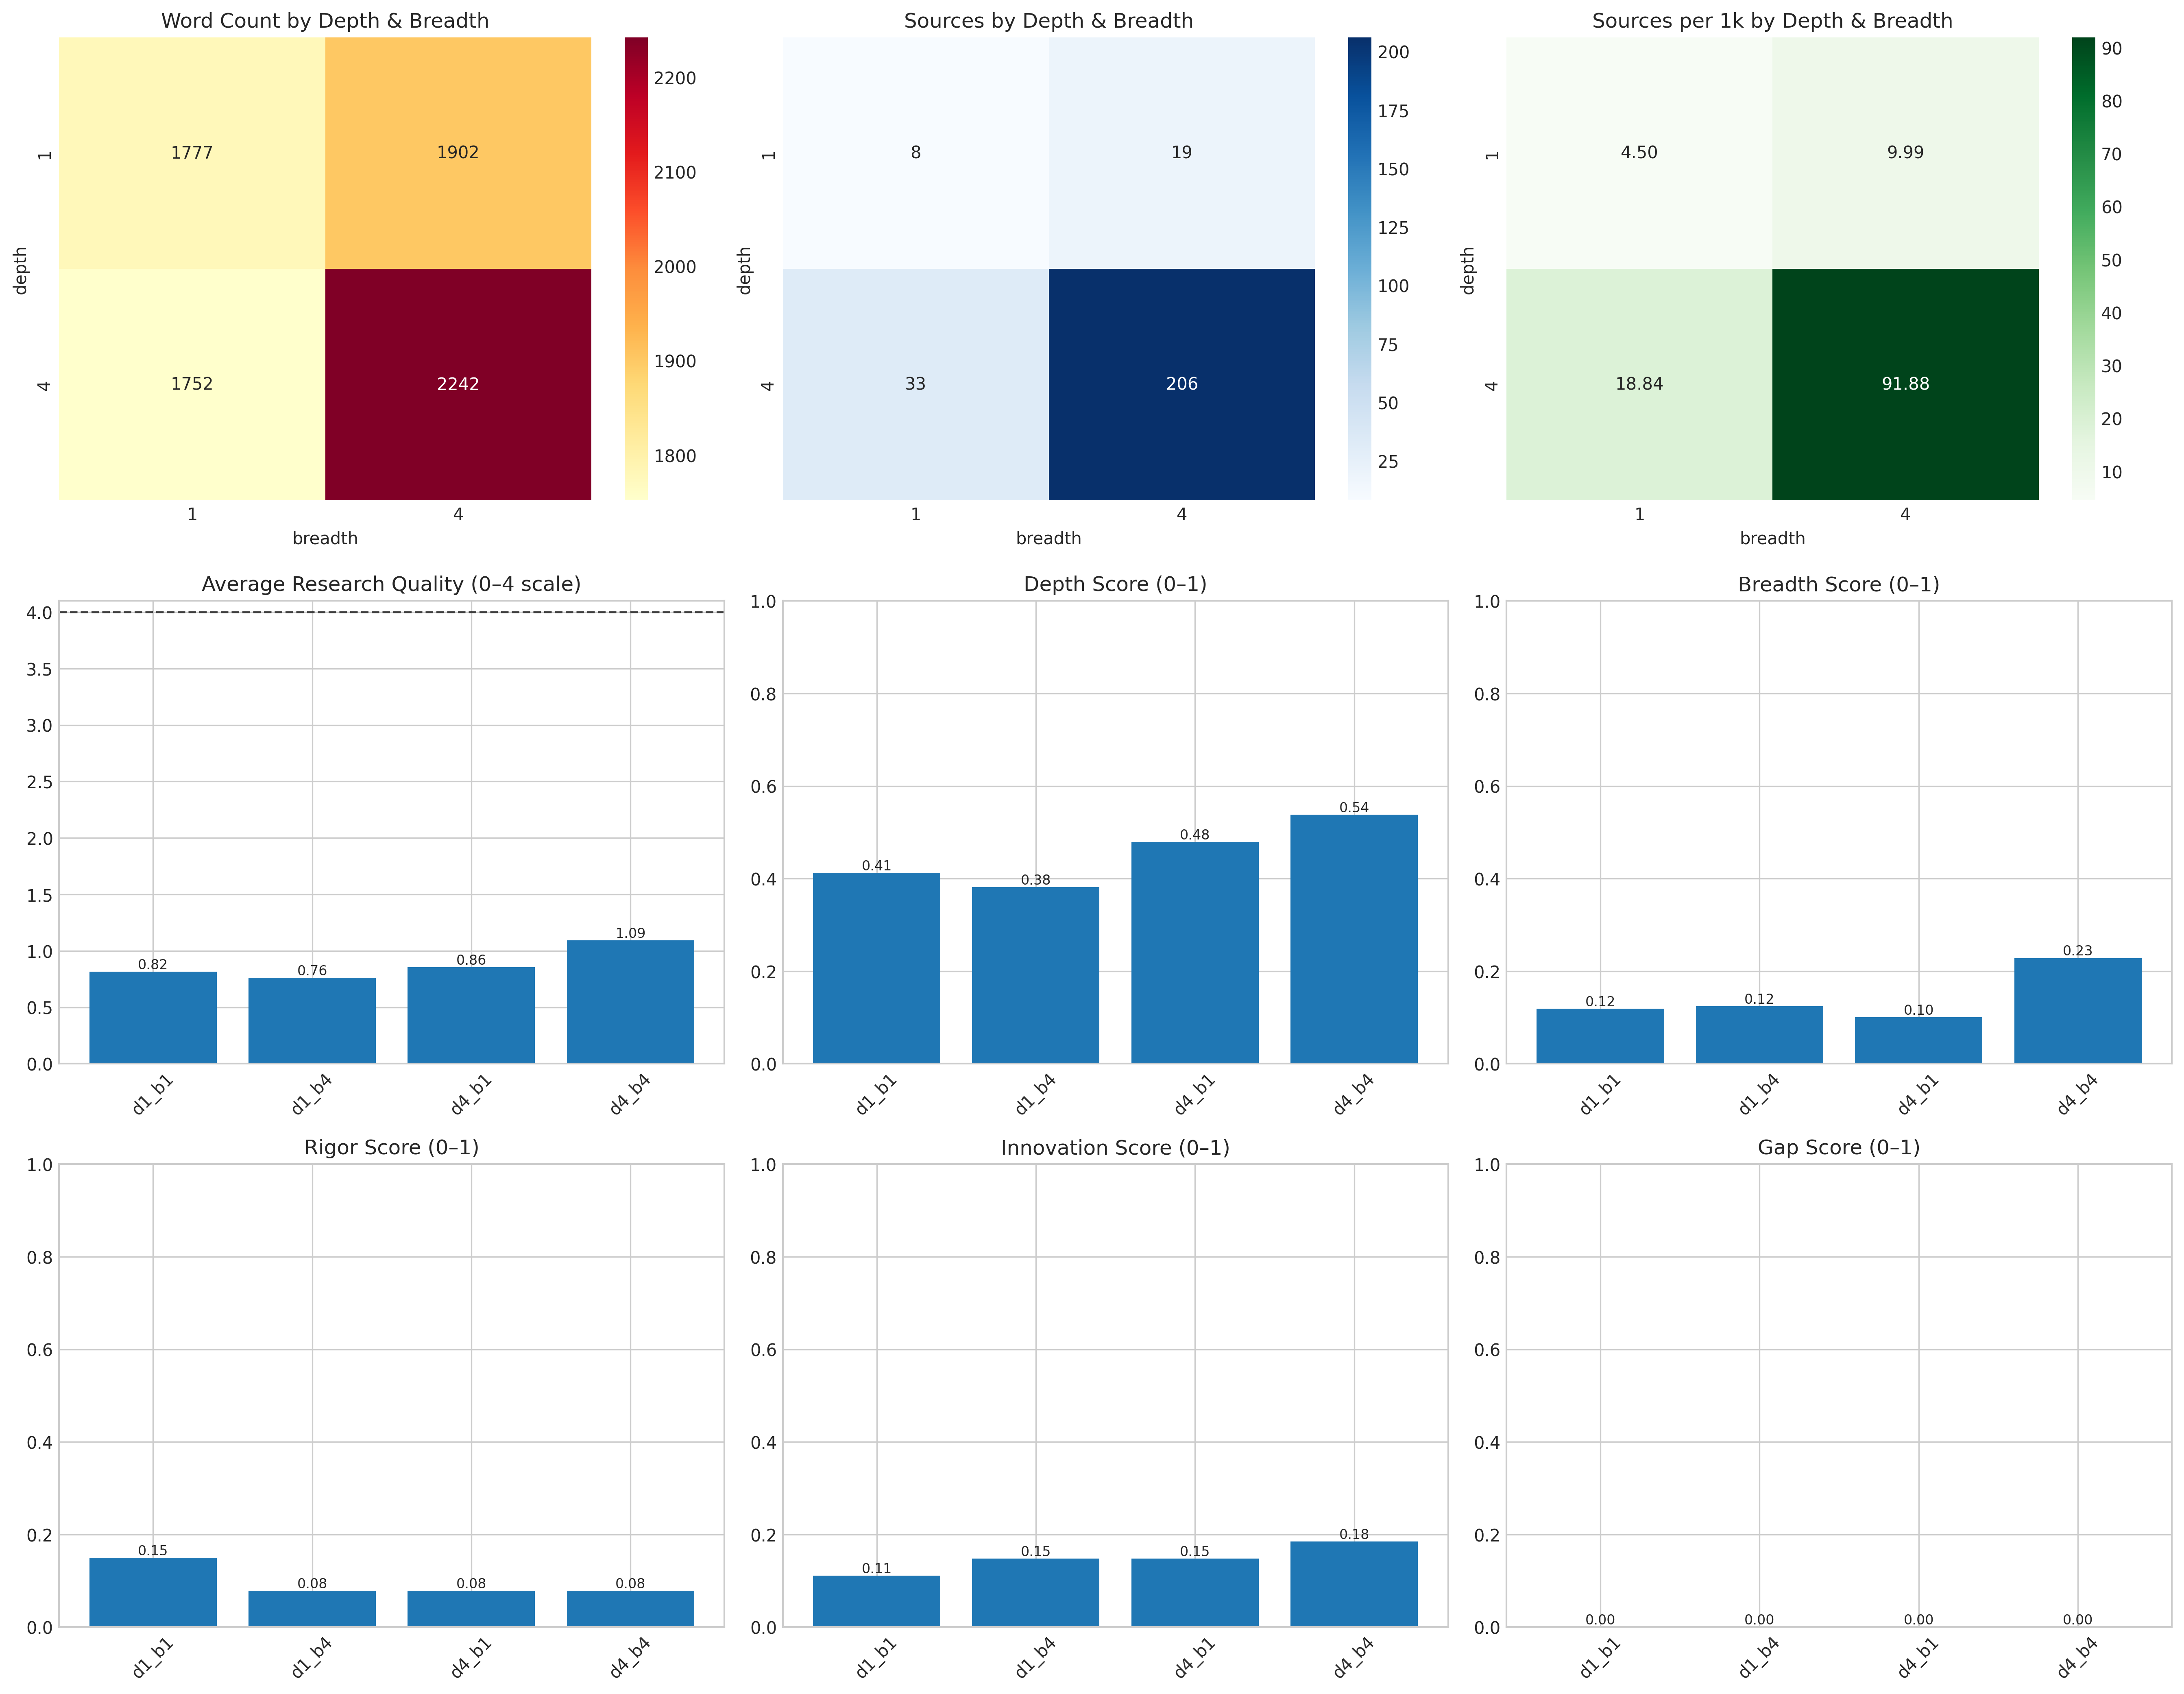 Word Count by Depth & Breadth
depth
1
4
1777
1902
1752
2242
1
4
breadth
2200
2100
2000
1900
1800
Sources by Depth & Breadth
depth
1
4
8
19
33
206
1
4
breadth
200
175
150
125
100
75
50
25
Sources per 1k by Depth & Breadth
depth
1
4
4.50
9.99
18.84
91.88
1
4
breadth
90
80
70
60
50
40
30
20
10
Average Research Quality (0–4 scale)
4.0
3.5
3.0
2.5
2.0
1.5
1.0
0.5
0.0
0.82
0.76
0.86
1.09
d1_b1
d1_b4
d4_b1
d4_b4
Depth Score (0–1)
1.0
0.8
0.6
0.4
0.2
0.0
0.41
0.38
0.48
0.54
d1_b1
d1_b4
d4_b1
d4_b4
Breadth Score (0–1)
1.0
0.8
0.6
0.4
0.2
0.0
0.12
0.12
0.10
0.23
d1_b1
d1_b4
d4_b1
d4_b4
Rigor Score (0–1)
1.0
0.8
0.6
0.4
0.2
0.0
0.15
0.08
0.08
0.08
d1_b1
d1_b4
d4_b1
d4_b4
Innovation Score (0–1)
1.0
0.8
0.6
0.4
0.2
0.0
0.11
0.15
0.15
0.18
d1_b1
d1_b4
d4_b1
d4_b4
Gap Score (0–1)
1.0
0.8
0.6
0.4
0.2
0.0
0.00
0.00
0.00
0.00
d1_b1
d1_b4
d4_b1
d4_b4